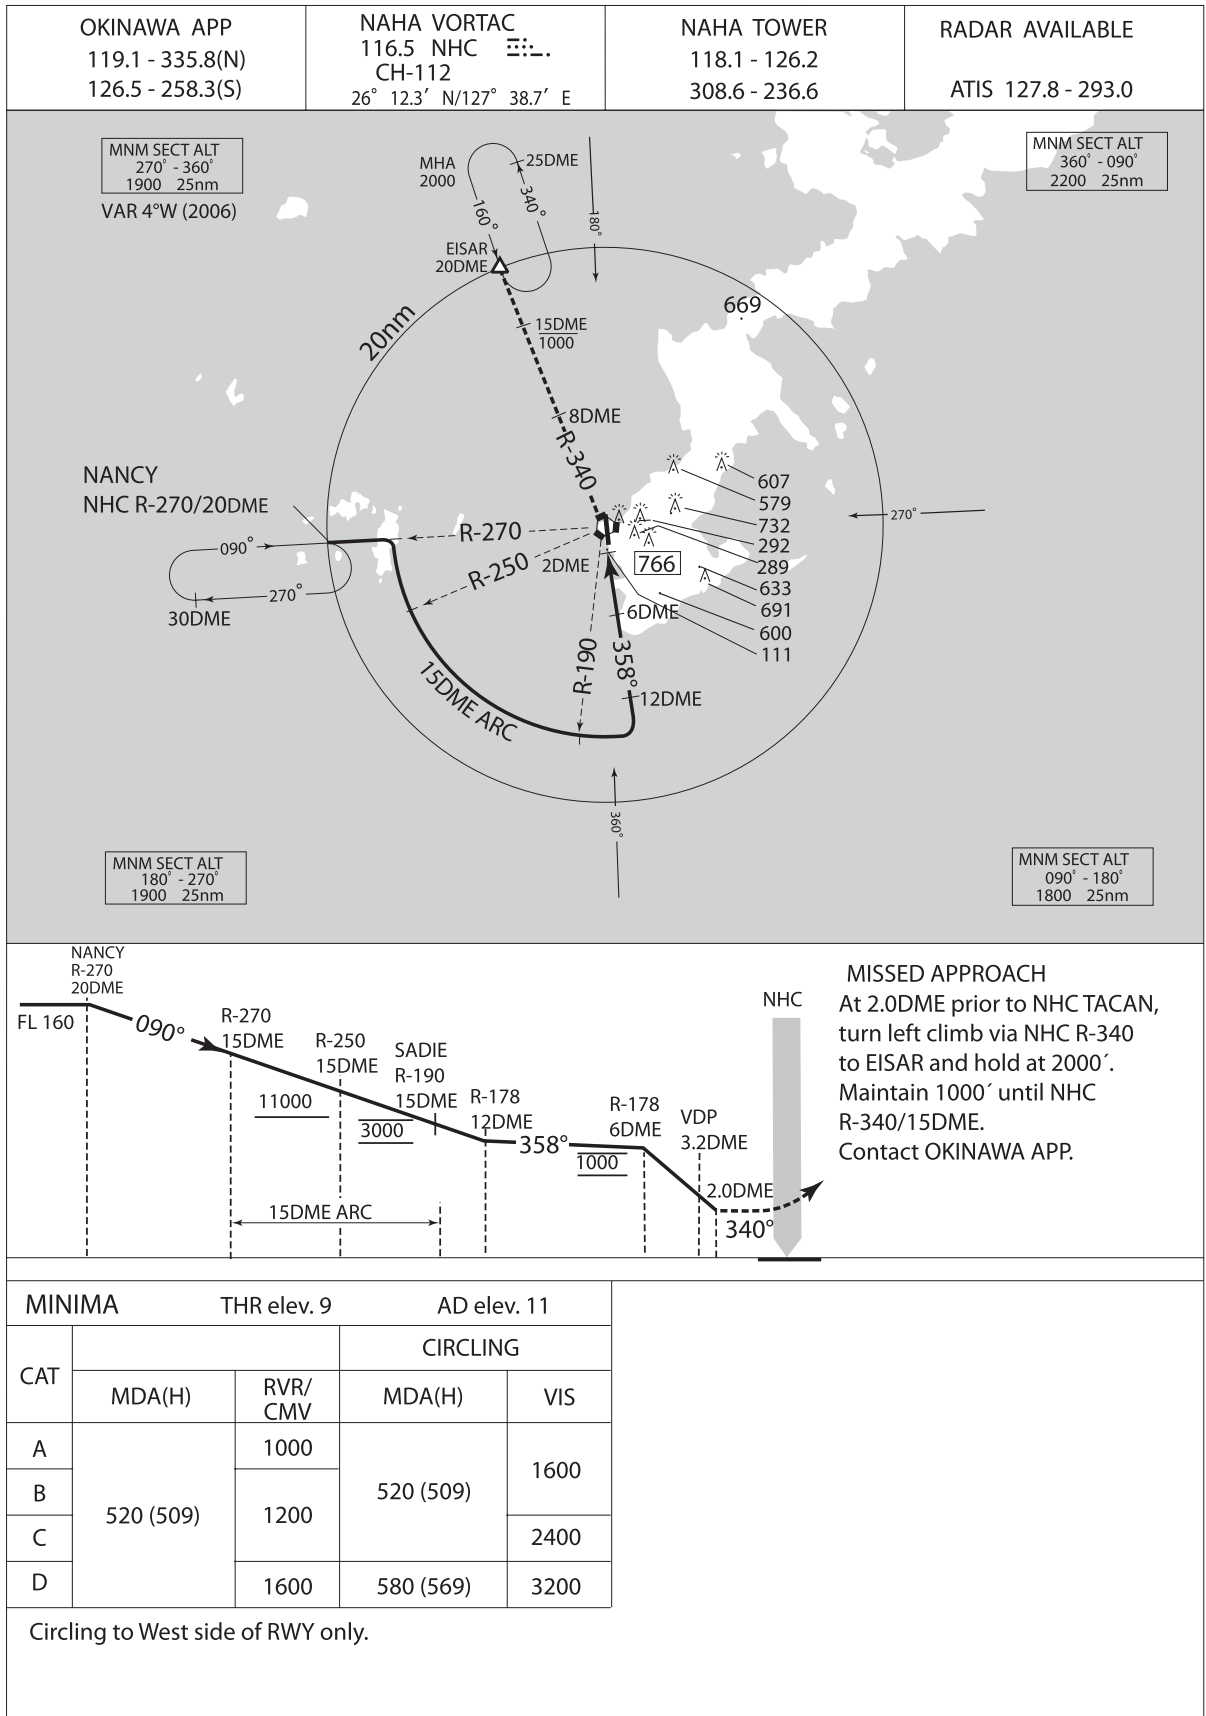 OKINAWA APP
119.1 - 335.8(N)
126.5 - 258.3(S)
NAHA VORTAC
116.5 NHC
CH-112
26° 12.3′ N/127° 38.7′ E
NAHA TOWER
118.1 - 126.2
308.6 - 236.6
RADAR AVAILABLE
ATIS 127.8 - 293.0
MNM SECT ALT
270° - 360°
1900 25nm
VAR 4°W (2006)
MHA
2000
25DME
340°
160°
180°
MNM SECT ALT
360° - 090°
2200 25nm
EISAR
20DME
20nm
15DME
1000
669
8DME
R-340
NANCY
NHC R-270/20DME
607
579
732
292
289
633
691
600
111
270°
R-270
R-250
090°
270°
30DME
2DME
766
6DME
R-190
358°
12DME
15DME ARC
360°
MNM SECT ALT
180° - 270°
1900 25nm
MNM SECT ALT
090° - 180°
1800 25nm
NANCY
R-270
20DME
FL 160
090°
R-270
15DME
R-250
15DME
SADIE
R-190
15DME
R-178
12DME
11000
3000
358°
R-178
6DME
1000
VDP
3.2DME
2.0DME
340°
NHC
15DME ARC
MISSED APPROACH
At 2.0DME prior to NHC TACAN,
turn left climb via NHC R-340
to EISAR and hold at 2000′.
Maintain 1000′ until NHC
R-340/15DME.
Contact OKINAWA APP.
MINIMA THR elev. 9 AD elev. 11
CAT
CIRCLING
MDA(H)
RVR/
CMV
MDA(H)
VIS
A
B
C
D
520 (509)
1000
1200
1600
520 (509)
580 (569)
1600
2400
3200
Circling to West side of RWY only.